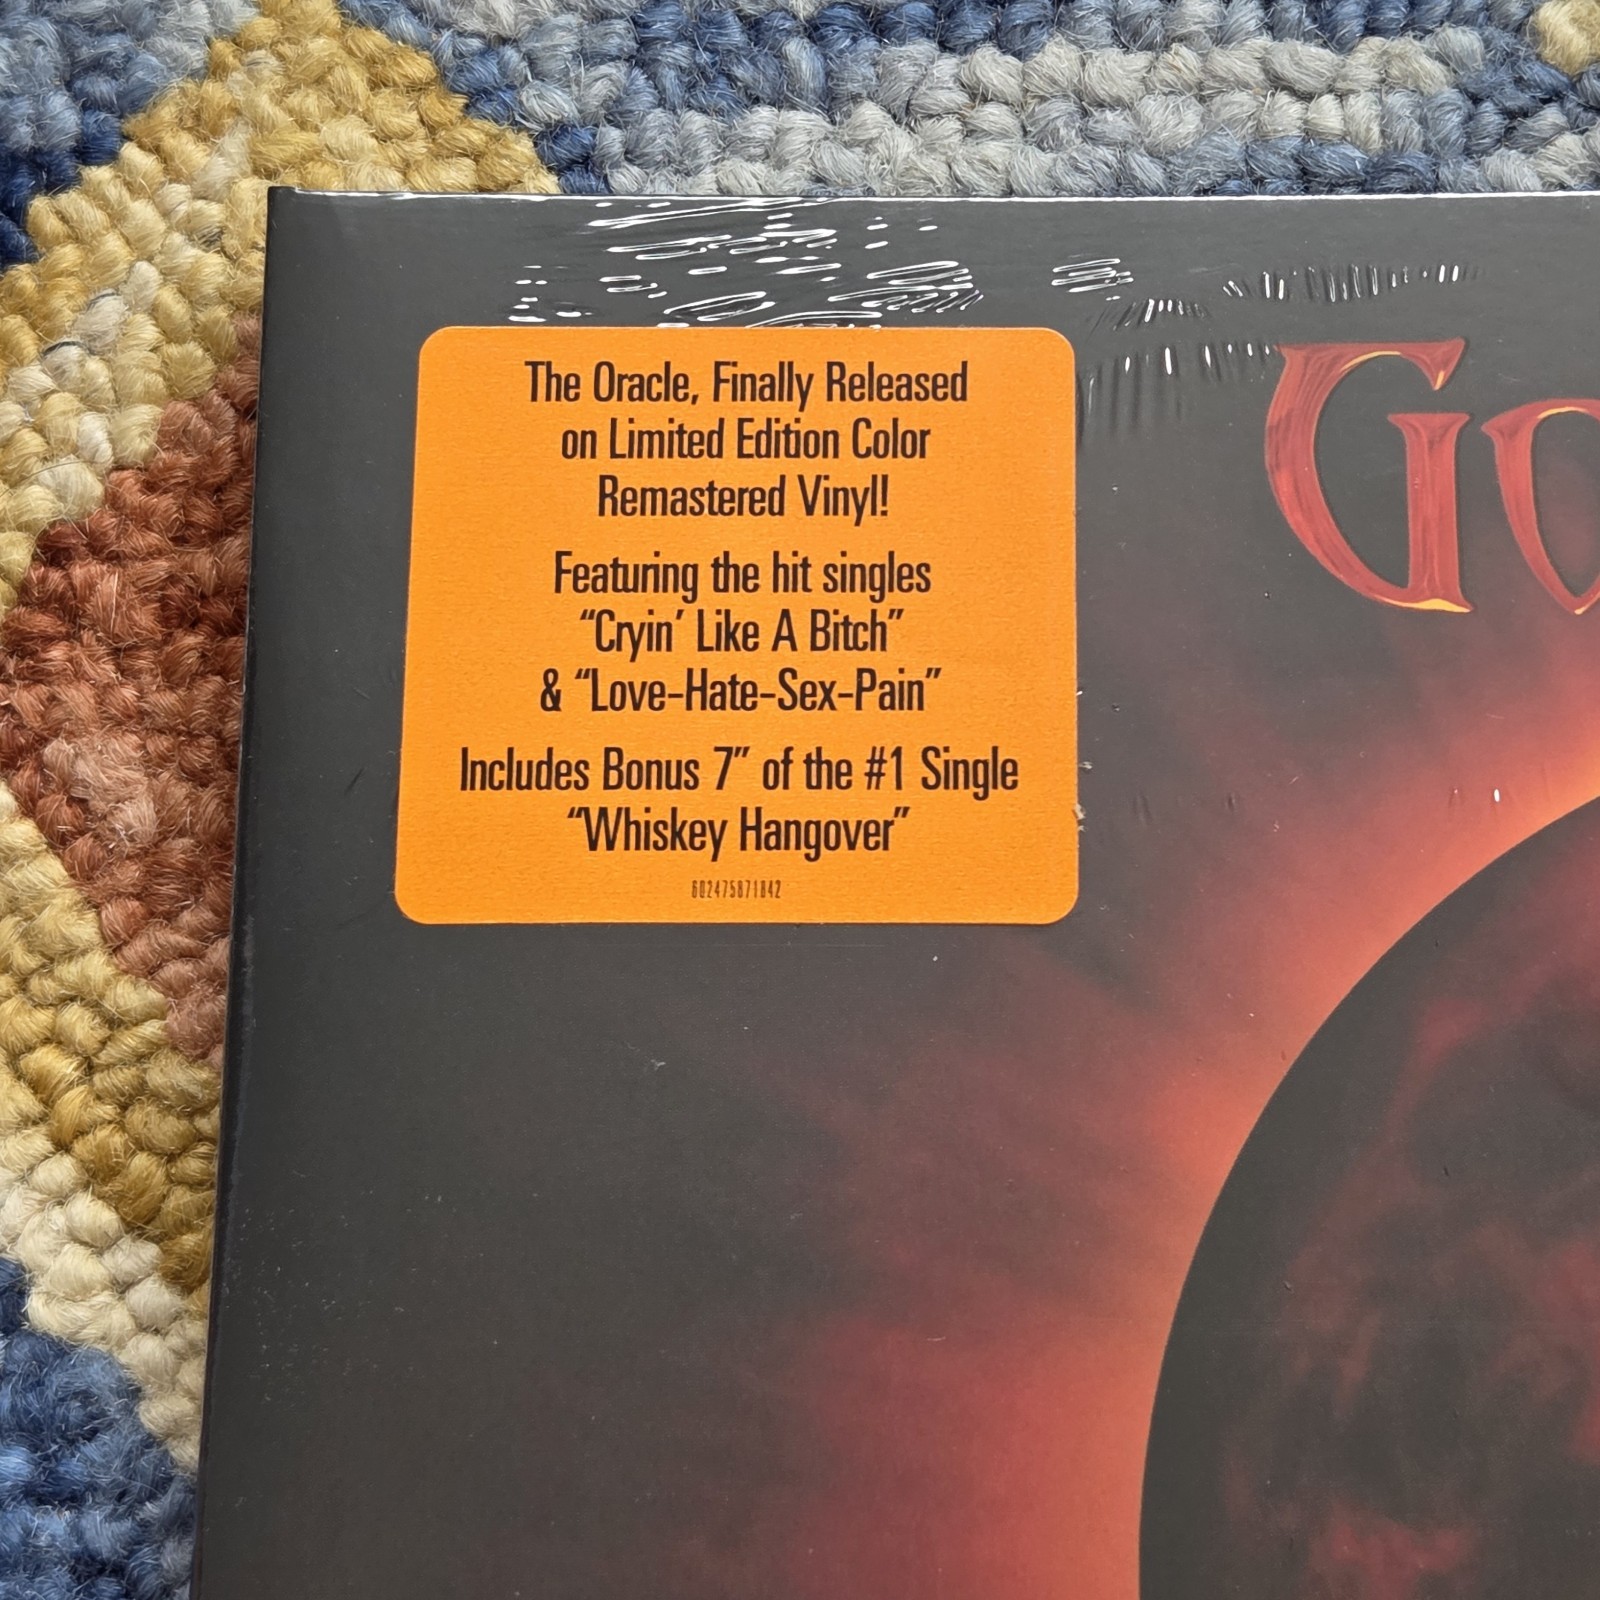 The Oracle, Finally Released
on Limited Edition Color
Remastered Vinyl!
Featuring the hit singles
“Cryin’ Like A Bitch”
& “Love-Hate-Sex-Pain”
Includes Bonus 7” of the #1 Single
“Whiskey Hangover”
602475871842
Go